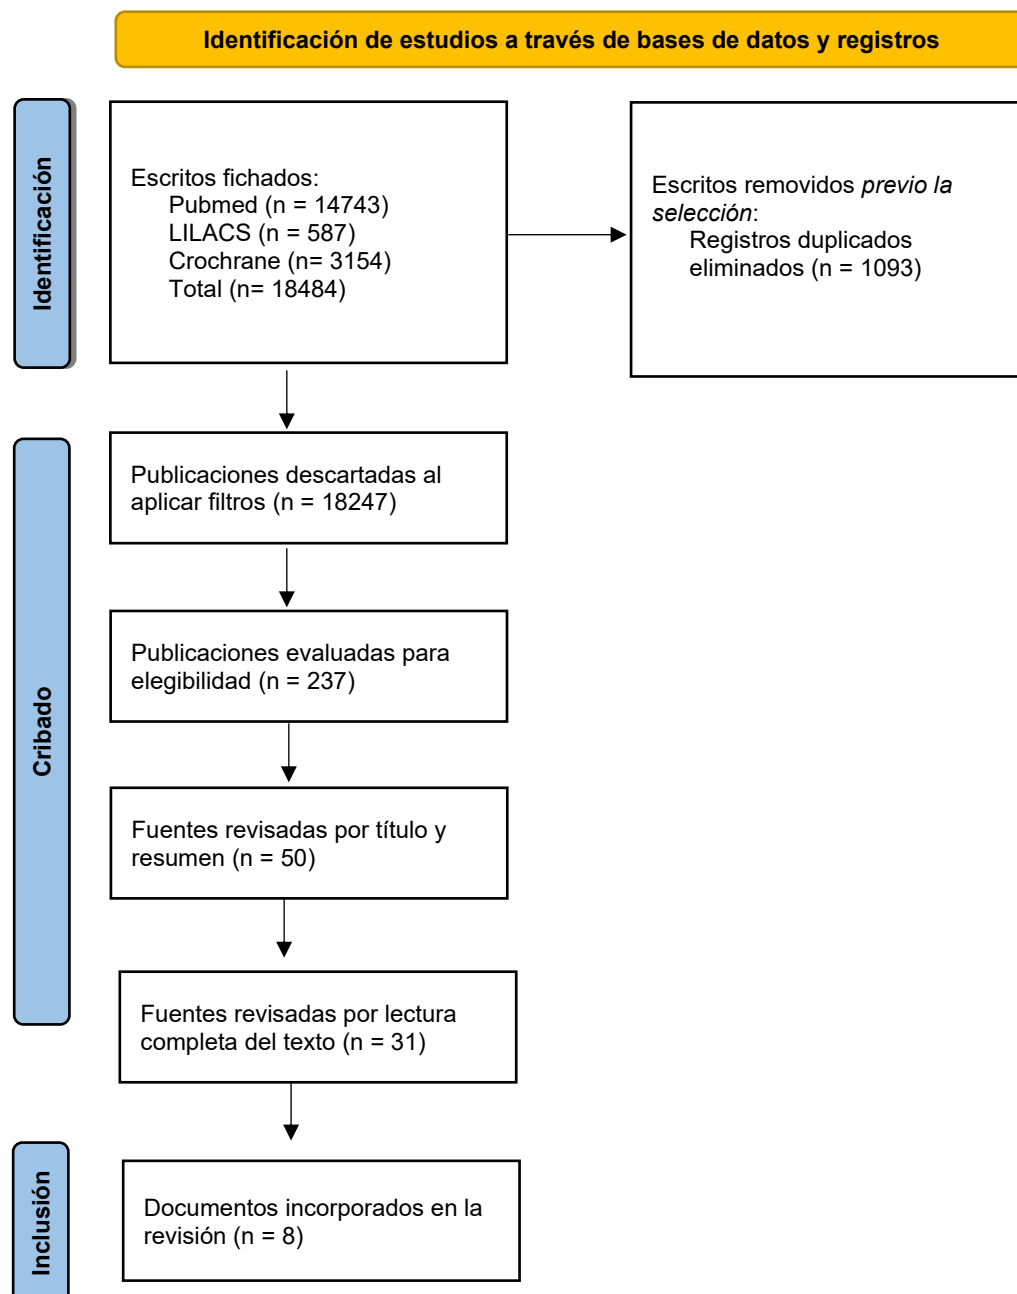 Identificación de estudios a través de bases de datos y registros
Identificación
Escritos fichados:
Pubmed (n = 14743)
LILACS (n = 587)
Crochrane (n= 3154)
Total (n= 18484)
Escritos removidos previo la
selección:
Registros duplicados
eliminados (n = 1093)
Cribado
Publicaciones descartadas al
aplicar filtros (n = 18247)
Publicaciones evaluadas para
elegibilidad (n = 237)
Fuentes revisadas por título y
resumen (n = 50)
Fuentes revisadas por lectura
completa del texto (n = 31)
Inclusión
Documentos incorporados en la
revisión (n = 8)